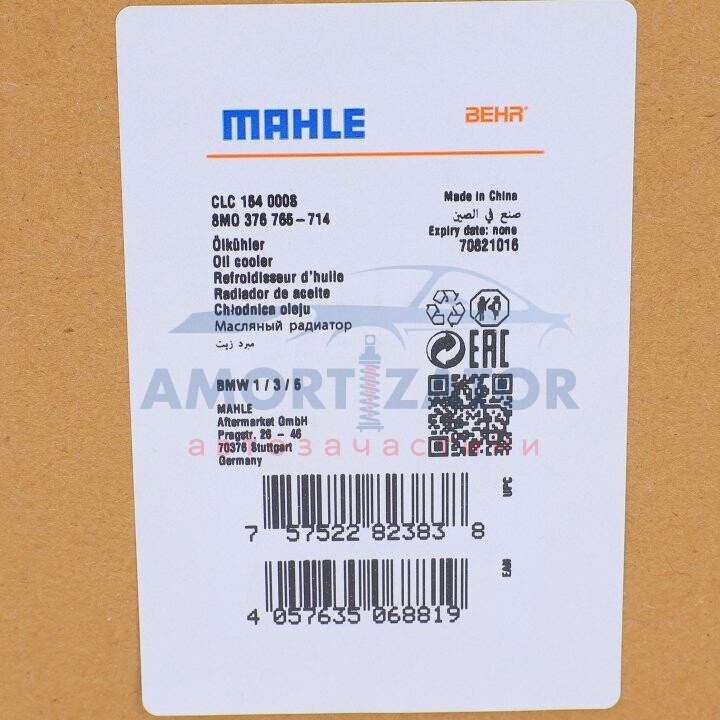 MAHLE
BEHR®
CLC 154 000S
8MO 376 765-714
Made in China
صنع في الصين
Expiry date: none
70821016
Ölkühler
Oil cooler
Refroidisseur d'huile
Radiador de aceite
Chłodnica oleju
Масляный радиатор
مبرد زيت
EAC
AMORTIZATOR
автозапчастини
BMW 1 / 3 / 5
MAHLE
Aftermarket GmbH
Pragstr. 26 - 46
70376 Stuttgart
Germany
UPC
7 57522 82383 8
EAN
4 057635 068819